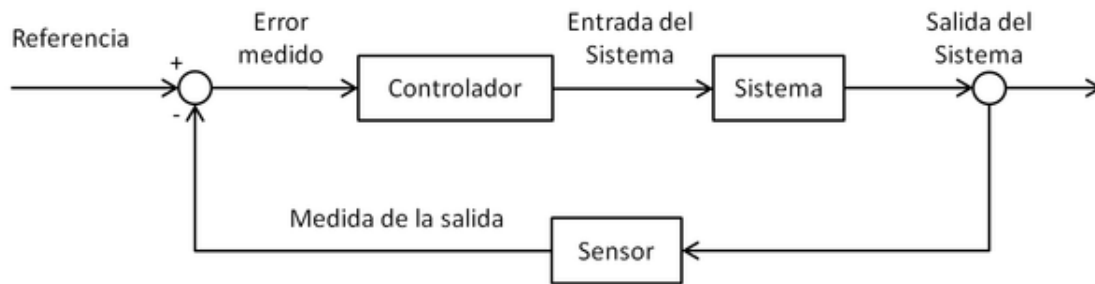 Referencia
Error
medido
Entrada del
Sistema
Salida del
Sistema
+
Controlador
Sistema
-
Medida de la salida
Sensor